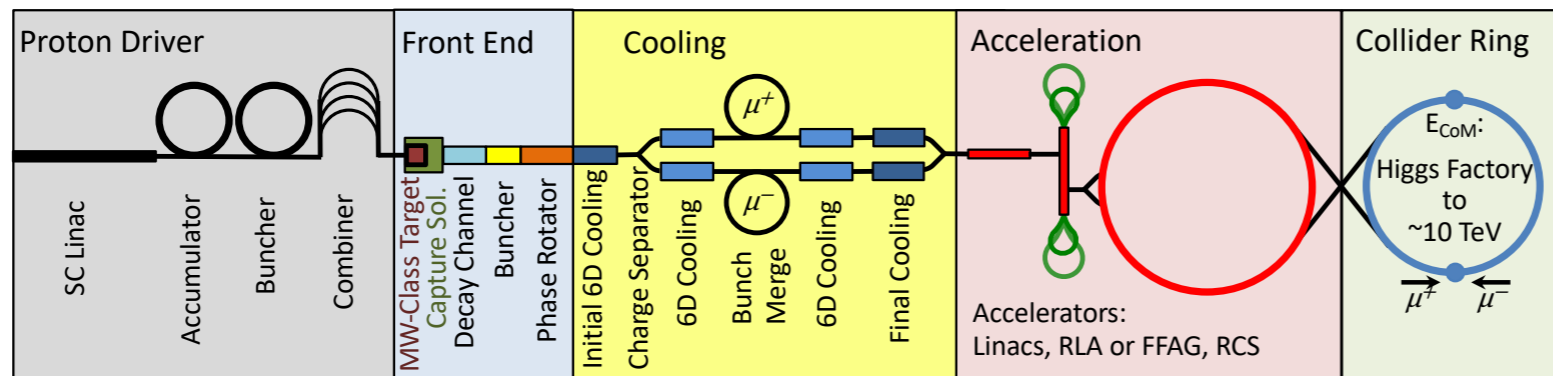 Proton Driver
SC Linac
Accumulator
Buncher
Combiner
Front End
MW-Class Target
Capture Sol.
Decay Channel
Buncher
Phase Rotator
Cooling
Initial 6D Cooling
Charge Separator
6D Cooling
μ+
μ−
Bunch
Merge
6D Cooling
Final Cooling
Acceleration
Accelerators:
Linacs, RLA or FFAG, RCS
Collider Ring
ECoM:
Higgs Factory
to
~10 TeV
μ+ μ−